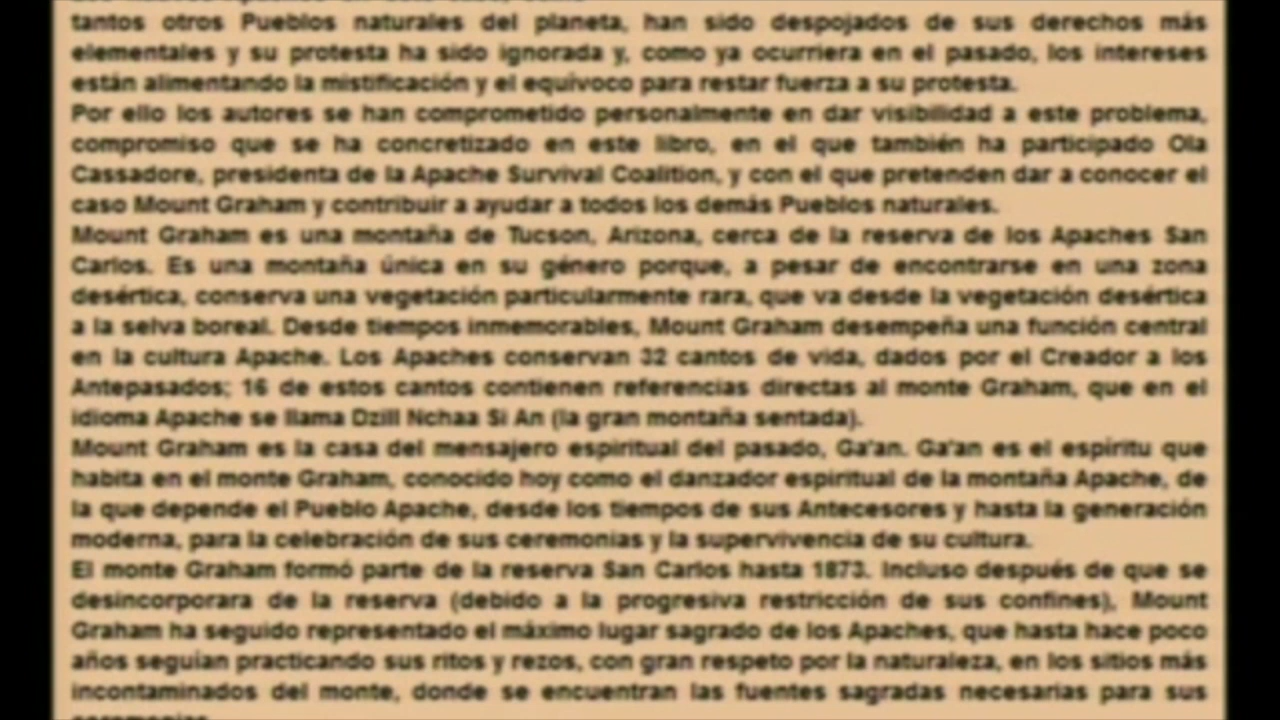 tantos otros Pueblos naturales del planeta, han sido despojados de sus derechos más
elementales y su protesta ha sido ignorada y, como ya ocurriera en el pasado, los intereses
están alimentando la mistificación y el equívoco para restar fuerza a su protesta.
Por ello los autores se han comprometido personalmente en dar visibilidad a este problema,
compromiso que se ha concretizado en este libro, en el que también ha participado Ola
Cassadore, presidenta de la Apache Survival Coalition, y con el que pretenden dar a conocer el
caso Mount Graham y contribuir a ayudar a todos los demás Pueblos naturales.
Mount Graham es una montaña de Tucson, Arizona, cerca de la reserva de los Apaches San
Carlos. Es una montaña única en su género porque, a pesar de encontrarse en una zona
desértica, conserva una vegetación particularmente rara, que va desde la vegetación desértica
a la selva boreal. Desde tiempos inmemorables, Mount Graham desempeña una función central
en la cultura Apache. Los Apaches conservan 32 cantos de vida, dados por el Creador a los
Antepasados; 16 de estos cantos contienen referencias directas al monte Graham, que en el
idioma Apache se llama Dzill Nchaa Si An (la gran montaña sentada).
Mount Graham es la casa del mensajero espiritual del pasado, Ga'an. Ga'an es el espíritu que
habita en el monte Graham, conocido hoy como el danzador espiritual de la montaña Apache, de
la que depende el Pueblo Apache, desde los tiempos de sus Antecesores y hasta la generación
moderna, para la celebración de sus ceremonias y la supervivencia de su cultura.
El monte Graham formó parte de la reserva San Carlos hasta 1873. Incluso después de que se
desincorporara de la reserva (debido a la progresiva restricción de sus confines), Mount
Graham ha seguido representado el máximo lugar sagrado de los Apaches, que hasta hace poco
años seguían practicando sus ritos y rezos, con gran respeto por la naturaleza, en los sitios más
incontaminados del monte, donde se encuentran las fuentes sagradas necesarias para sus